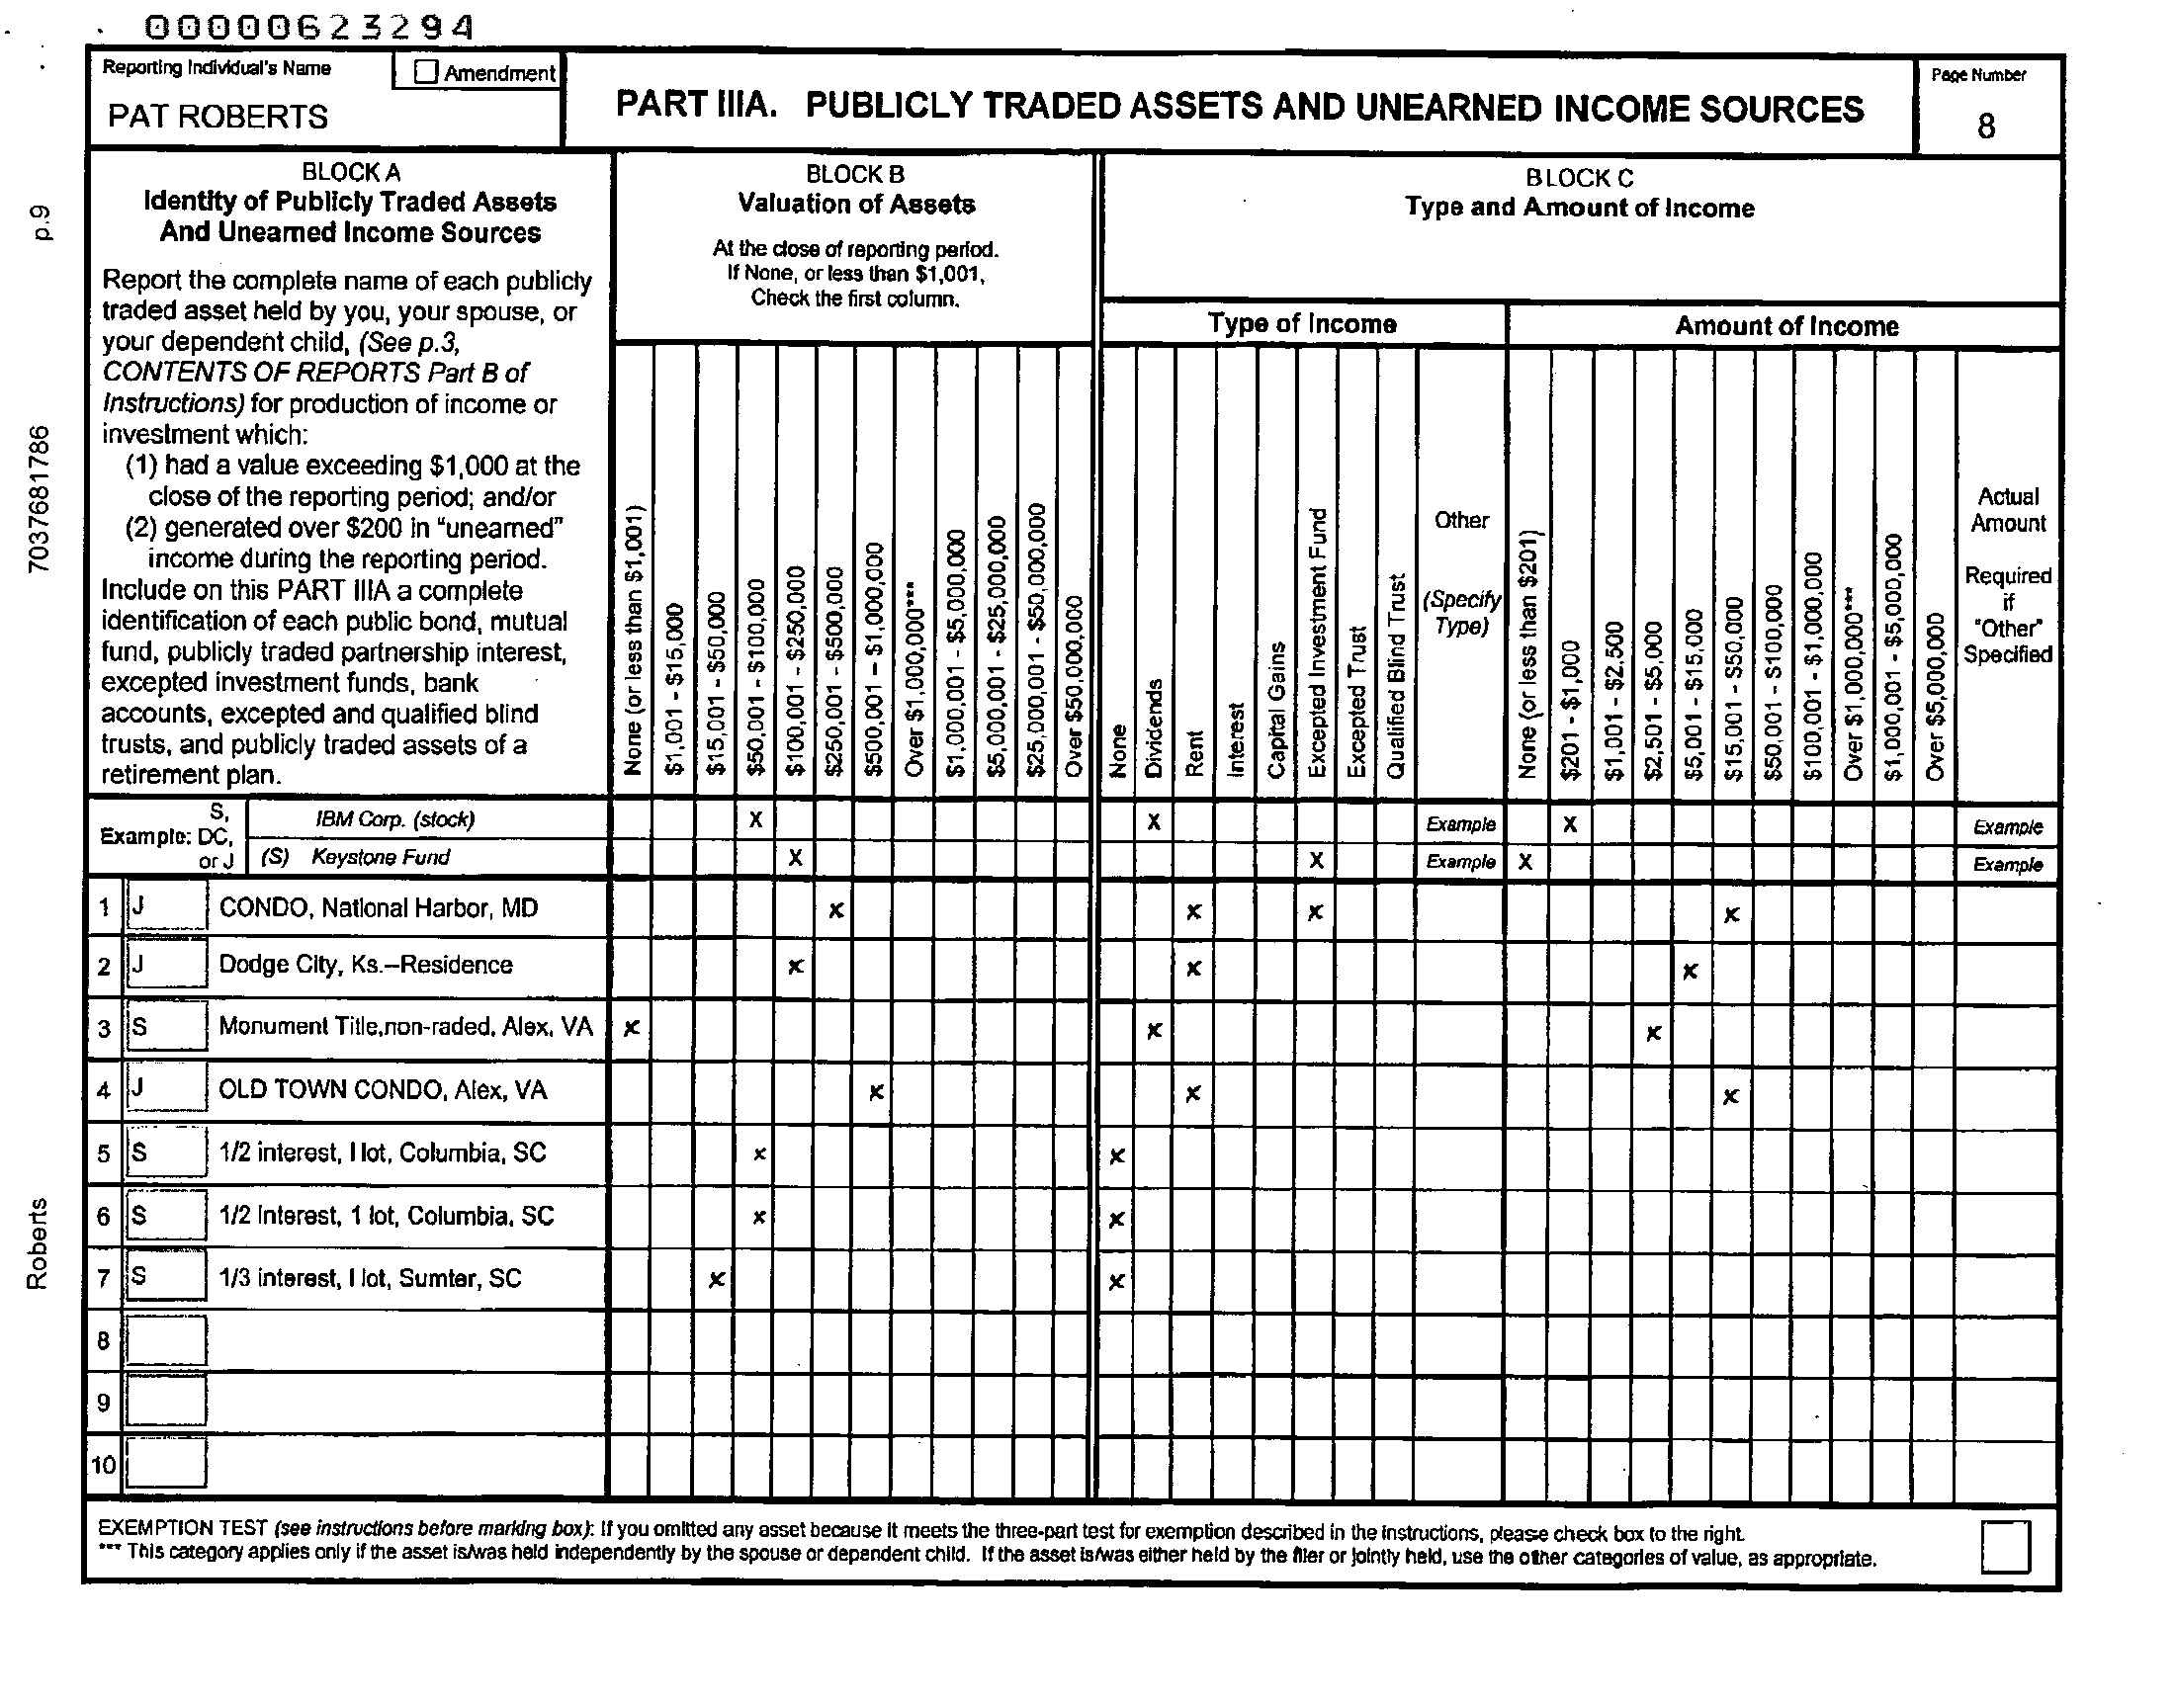 00000623294
Reporting Individual's Name
Amendment
PAT ROBERTS
PART IIIA. PUBLICLY TRADED ASSETS AND UNEARNED INCOME SOURCES
Page Number
8
BLOCK A
Identity of Publicly Traded Assets
And Unearned Income Sources
Report the complete name of each publicly
traded asset held by you, your spouse, or
your dependent child, (See p.3,
CONTENTS OF REPORTS Part B of
Instructions) for production of income or
investment which:
(1) had a value exceeding $1,000 at the
close of the reporting period; and/or
(2) generated over $200 in "unearned"
income during the reporting period.
Include on this PART IIIA a complete
identification of each public bond, mutual
fund, publicly traded partnership interest,
excepted investment funds, bank
accounts, excepted and qualified blind
trusts, and publicly traded assets of a
retirement plan.
BLOCK B
Valuation of Assets
At the close of reporting period.
If None, or less than $1,001,
Check the first column.
BLOCK C
Type and Amount of Income
Type of Income
Amount of Income
None (or less than $1,001)
$1,001 - $15,000
$15,001 - $50,000
$50,001 - $100,000
$100,001 - $250,000
$250,001 - $500,000
$500,001 - $1,000,000
Over $1,000,000***
$1,000,001 - $5,000,000
$5,000,001 - $25,000,000
$25,000,001 - $50,000,000
Over $50,000,000
None
Dividends
Rent
Interest
Capital Gains
Excepted Investment Fund
Excepted Trust
Qualified Blind Trust
Other
(Specify
Type)
None (or less than $201)
$201 - $1,000
$1,001 - $2,500
$2,501 - $5,000
$5,001 - $15,000
$15,001 - $50,000
$50,001 - $100,000
$100,001 - $1,000,000
Over $1,000,000***
$1,000,001 - $5,000,000
Over $5,000,000
Actual
Amount
Required
if
"Other"
Specified
Example:
S,
DC,
or J
IBM Corp. (stock) X X Example X Example
(S) Keystone Fund X X Example X Example
1 J CONDO, National Harbor, MD x x x x
2 J Dodge City, Ks.--Residence x x x
3 S Monument Title,non-raded, Alex, VA x x x
4 J OLD TOWN CONDO, Alex, VA x x x
5 S 1/2 interest, l lot, Columbia, SC x x
6 S 1/2 Interest, 1 lot, Columbia, SC x x
7 S 1/3 interest, l lot, Sumter, SC x x
8
9
10
EXEMPTION TEST (see instructions before marking box): If you omitted any asset because it meets the three-part test for exemption described in the instructions, please check box to the right.
*** This category applies only if the asset is/was held independently by the spouse or dependent child. If the asset is/was either held by the filer or jointly held, use the other categories of value, as appropriate.
p.9
7037681786
Roberts